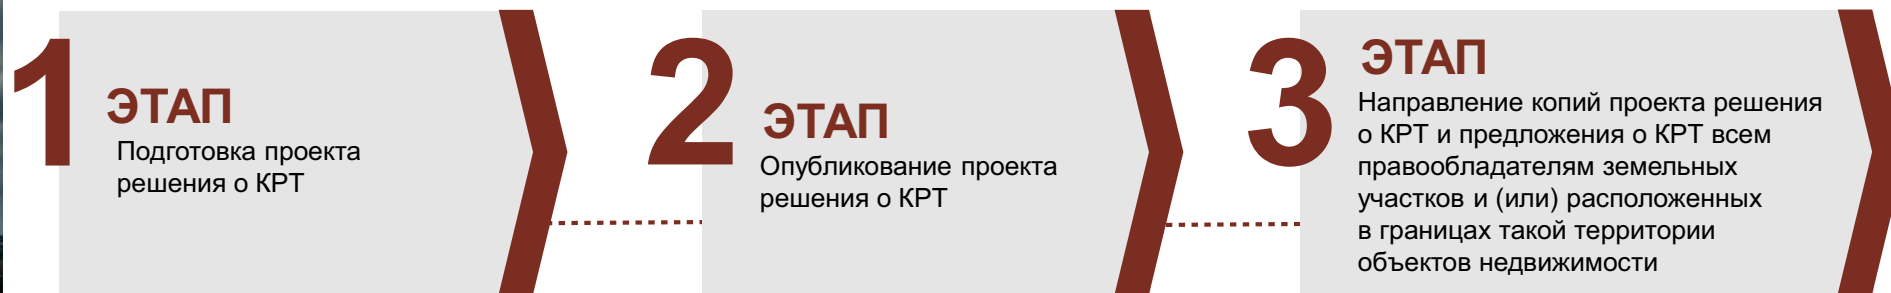 1
ЭТАП
Подготовка проекта
решения о КРТ
2
ЭТАП
Опубликование проекта
решения о КРТ
3
ЭТАП
Направление копий проекта решения
о КРТ и предложения о КРТ всем
правообладателям земельных
участков и (или) расположенных
в границах такой территории
объектов недвижимости